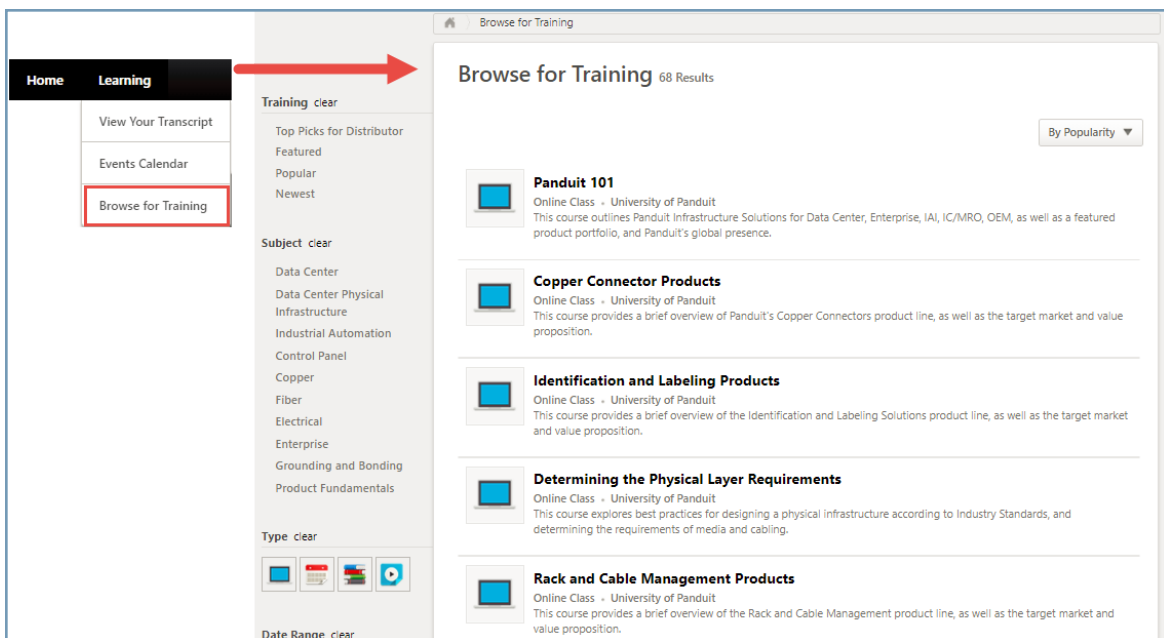 Home Learning
View Your Transcript
Events Calendar
Browse for Training
Training clear
Top Picks for Distributor
Featured
Popular
Newest
Subject clear
Data Center
Data Center Physical
Infrastructure
Industrial Automation
Control Panel
Copper
Fiber
Electrical
Enterprise
Grounding and Bonding
Product Fundamentals
Type clear
Date Range clear
Browse for Training
Browse for Training 68 Results
By Popularity
Panduit 101
Online Class • University of Panduit
This course outlines Panduit Infrastructure Solutions for Data Center, Enterprise, IAI, IC/MRO, OEM, as well as a featured
product portfolio, and Panduit's global presence.
Copper Connector Products
Online Class • University of Panduit
This course provides a brief overview of Panduit's Copper Connectors product line, as well as the target market and value
proposition.
Identification and Labeling Products
Online Class • University of Panduit
This course provides a brief overview of the Identification and Labeling Solutions product line, as well as the target market
and value proposition.
Determining the Physical Layer Requirements
Online Class • University of Panduit
This course explores best practices for designing a physical infrastructure according to Industry Standards, and
determining the requirements of media and cabling.
Rack and Cable Management Products
Online Class • University of Panduit
This course provides a brief overview of the Rack and Cable Management product line, as well as the target market and
value proposition.